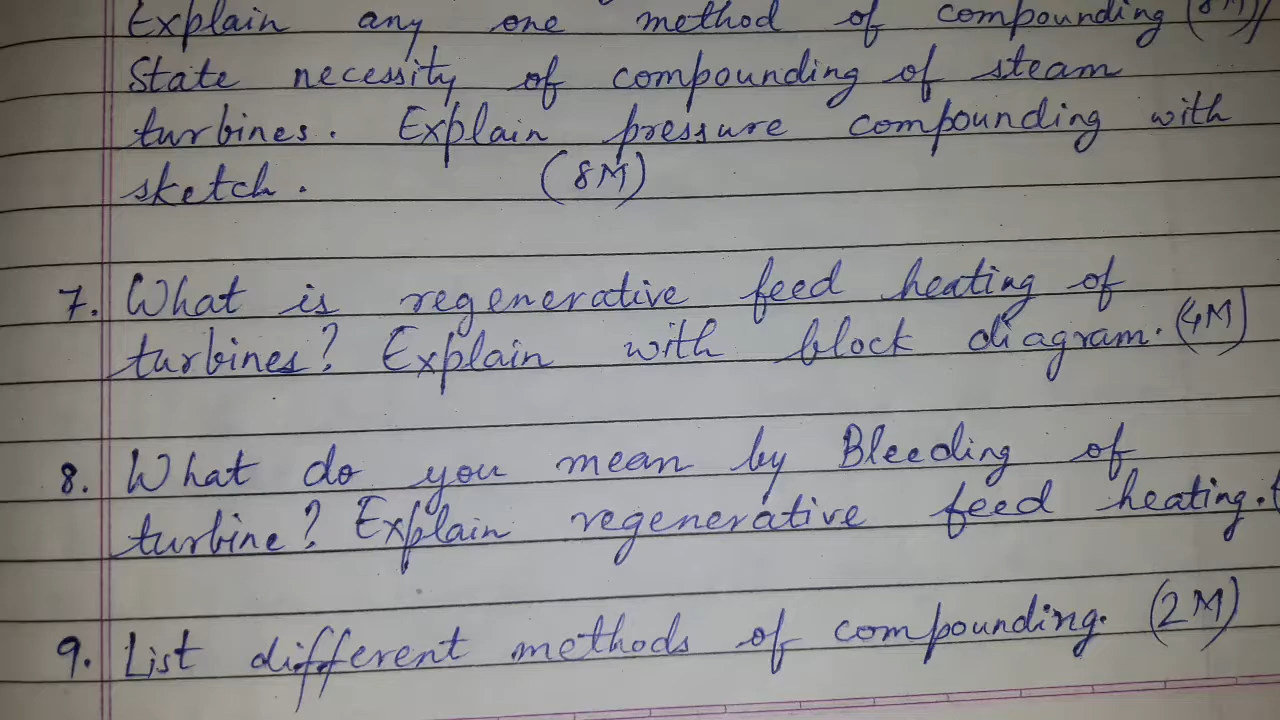 Explain any one method of compounding (8M)/
State necessity of compounding of steam
turbines. Explain pressure compounding with
sketch. (8M)
7. What is regenerative feed heating of
turbines? Explain with block diagram. (4M)
8. What do you mean by Bleeding of
turbine? Explain regenerative feed heating. (
9. List different methods of compounding. (2M)